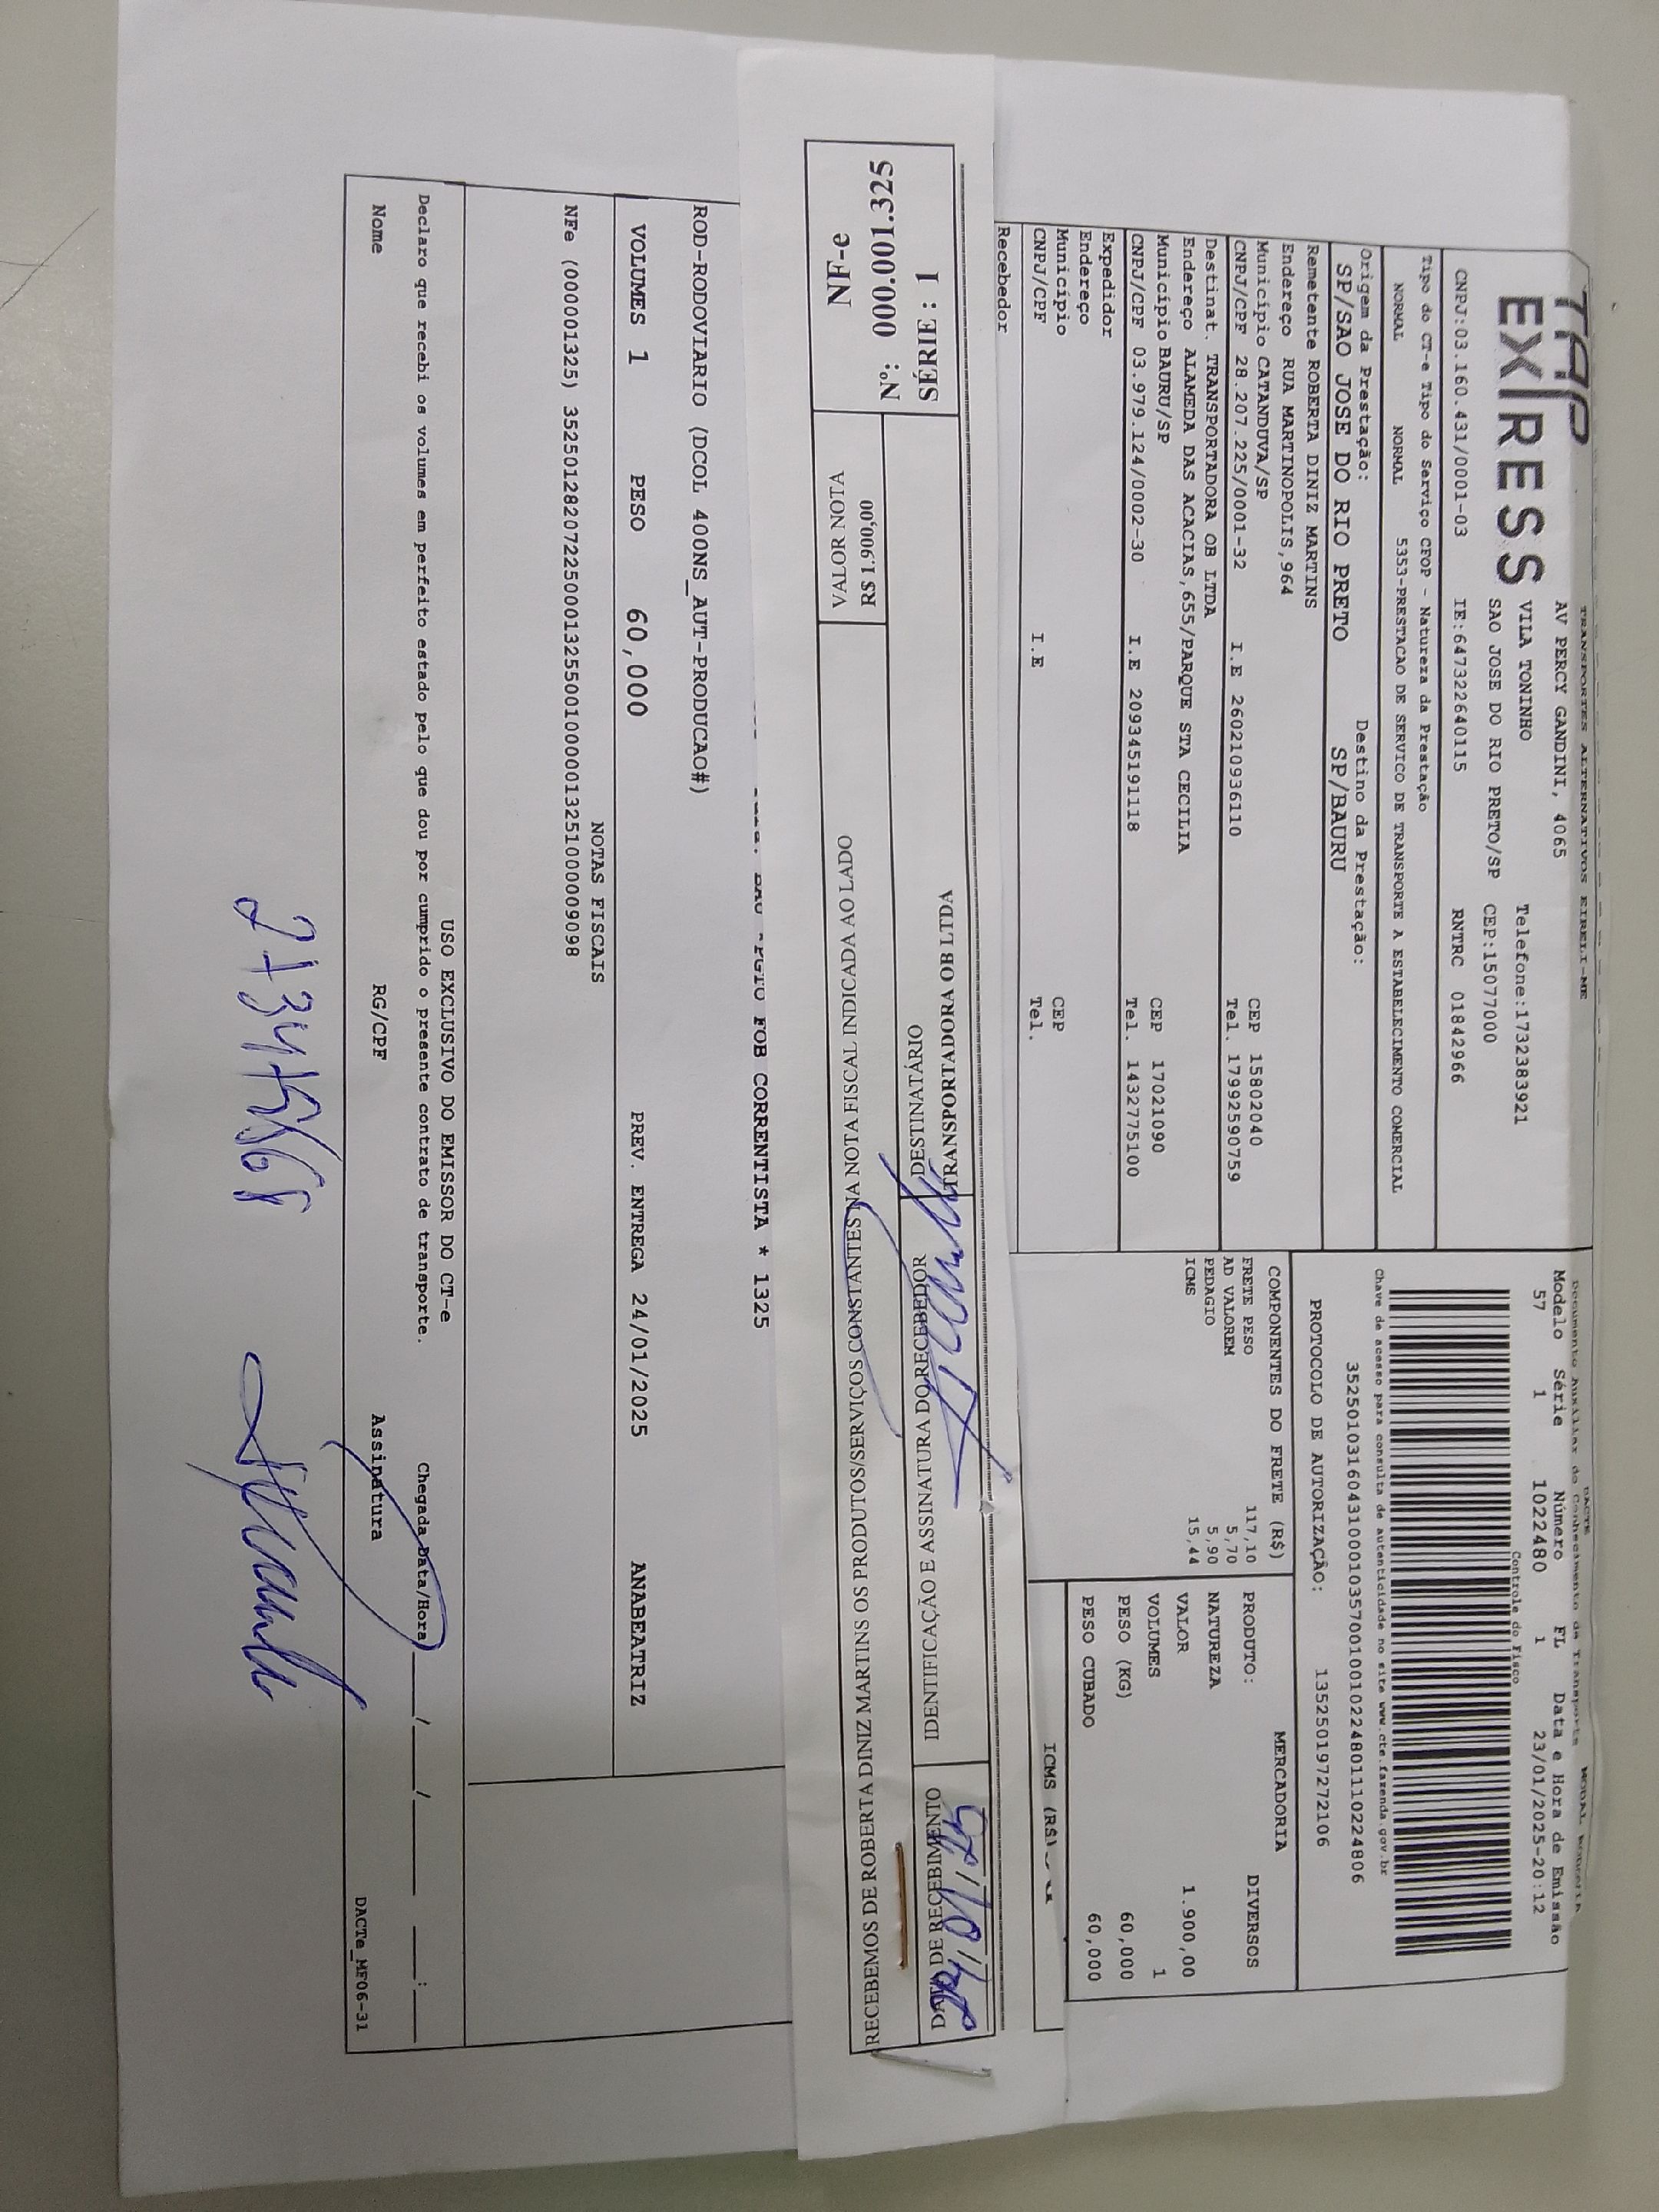 TRANSPORTES ALTERNATIVOS EIRELI-ME
TAP
EXPRESS
AV PERCY GANDINI, 4065
VILA TONINHO
Telefone:1732383921
SAO JOSE DO RIO PRETO/SP CEP:15077000
CNPJ:03.160.431/0001-03 IE:647322640115 RNTRC 01842966
Tipo do CT-e Tipo do Serviço CFOP - Natureza da Prestação
NORMAL NORMAL 5353-PRESTACAO DE SERVICO DE TRANSPORTE A ESTABELECIMENTO COMERCIAL
Origem da Prestação: Destino da Prestação:
SP/SAO JOSE DO RIO PRETO SP/BAURU
Remetente ROBERTA DINIZ MARTINS
Endereço RUA MARTINOPOLIS,964
Município CATANDUVA/SP CEP 15802040
CNPJ/CPF 28.207.225/0001-32 I.E 260210936110 Tel. 17992590759
Destinat. TRANSPORTADORA OB LTDA
Endereço ALAMEDA DAS ACACIAS,655/PARQUE STA CECILIA
Município BAURU/SP CEP 17021090
CNPJ/CPF 03.979.124/0002-30 I.E 209345191118 Tel. 1432775100
Expedidor
Endereço
Município CEP
CNPJ/CPF I.E Tel.
Recebedor
DACTE
Documento Auxiliar do Conhecimento de Transporte
Modelo Série Número FL Data e Hora de Emissão
57 1 1022480 1 23/01/2025-20:12
Controle do Fisco
Chave de acesso para consulta de autenticidade no site www.cte.fazenda.gov.br
35250103160431000103570010010224801110224806
PROTOCOLO DE AUTORIZAÇÃO: 135250197272106
COMPONENTES DO FRETE (R$)
FRETE PESO 117,10
AD VALOREM 5,70
PEDAGIO 5,90
ICMS 15,44
MERCADORIA
PRODUTO: DIVERSOS
NATUREZA
VALOR 1.900,00
VOLUMES 1
PESO (KG) 60,000
PESO CUBADO 60,000
ICMS (R$)
RECEBEMOS DE ROBERTA DINIZ MARTINS OS PRODUTOS/SERVIÇOS CONSTANTES NA NOTA FISCAL INDICADA AO LADO
DATA DE RECEBIMENTO
IDENTIFICAÇÃO E ASSINATURA DO RECEBEDOR
DESTINATÁRIO
TRANSPORTADORA OB LTDA
VALOR NOTA
R$ 1.900,00
NF-e
Nº: 000.001.325
SÉRIE : 1
FOB CORRENTISTA * 1325
ROD-RODOVIARIO (DCOL 400NS_AUT-PRODUCAO#)
VOLUMES 1 PESO 60,000 PREV. ENTREGA 24/01/2025 ANABEATRIZ
NOTAS FISCAIS
NFe (000001325) 35250128207225000132550010000013251000009098
USO EXCLUSIVO DO EMISSOR DO CT-e
Declaro que recebi os volumes em perfeito estado pelo que dou por cumprido o presente contrato de transporte. Chegada Data/Hora) ___/___/____ __:__
Nome RG/CPF Assinatura
DACTe_MF06-31